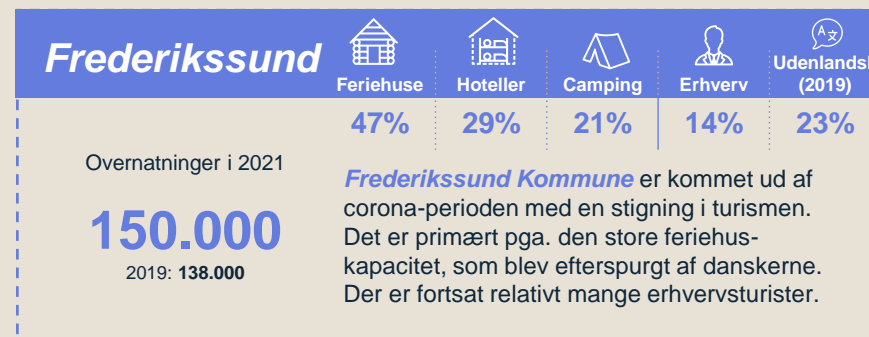 Frederikssund
Feriehuse
Hoteller
Camping
Erhverv
Udenlandsk
(2019)
47%
29%
21%
14%
23%
Overnatninger i 2021
150.000
2019: 138.000
Frederikssund Kommune er kommet ud af
corona-perioden med en stigning i turismen.
Det er primært pga. den store feriehus-
kapacitet, som blev efterspurgt af danskerne.
Der er fortsat relativt mange erhvervsturister.